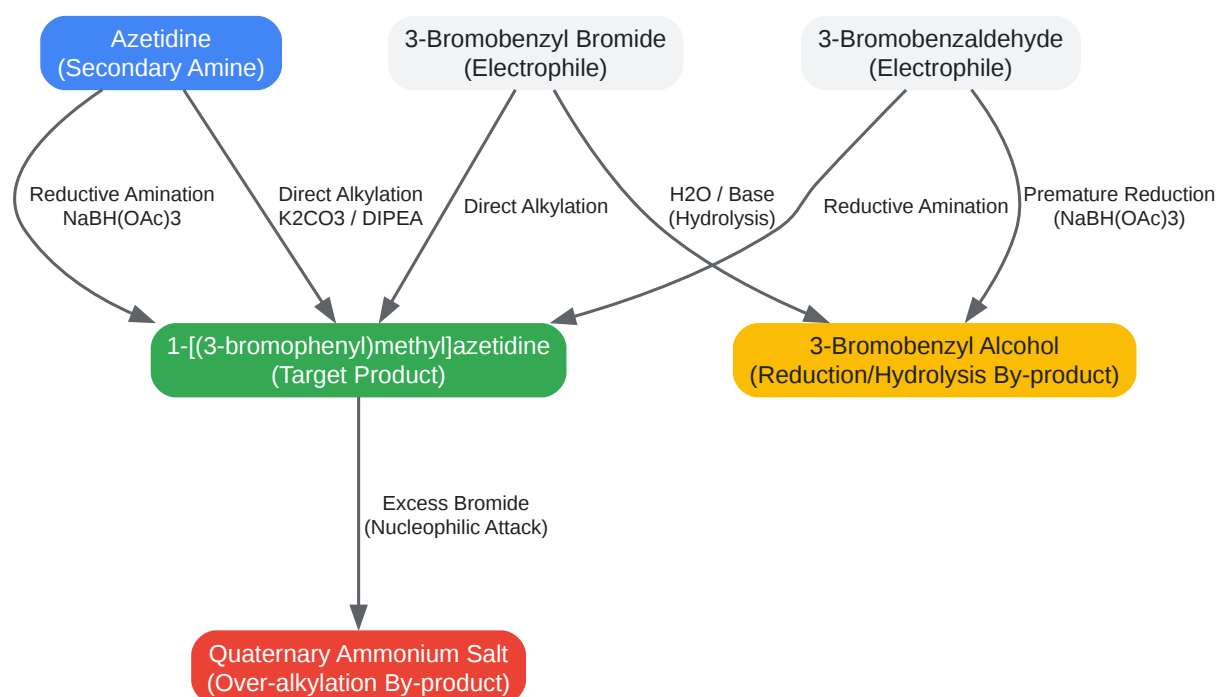 Azetidine
(Secondary Amine)
3-Bromobenzyl Bromide
(Electrophile)
3-Bromobenzaldehyde
(Electrophile)
Reductive Amination
NaBH(OAc)3
Direct Alkylation
K2CO3 / DIPEA
Direct Alkylation
H2O / Base
(Hydrolysis)
Reductive Amination
Premature Reduction
(NaBH(OAc)3)
1-[(3-bromophenyl)methyl]azetidine
(Target Product)
3-Bromobenzyl Alcohol
(Reduction/Hydrolysis By-product)
Excess Bromide
(Nucleophilic Attack)
Quaternary Ammonium Salt
(Over-alkylation By-product)